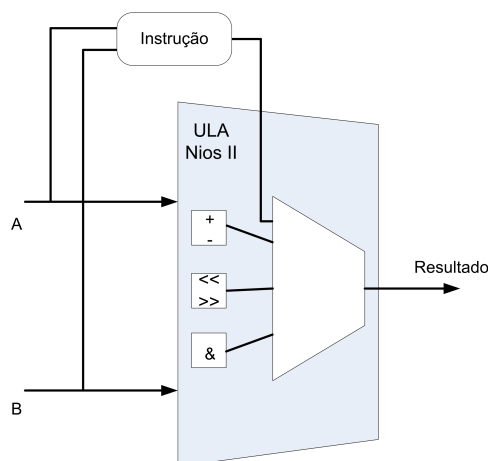 Instrução
ULA
Nios II
A
+
-
<<
>>
Resultado
&
B